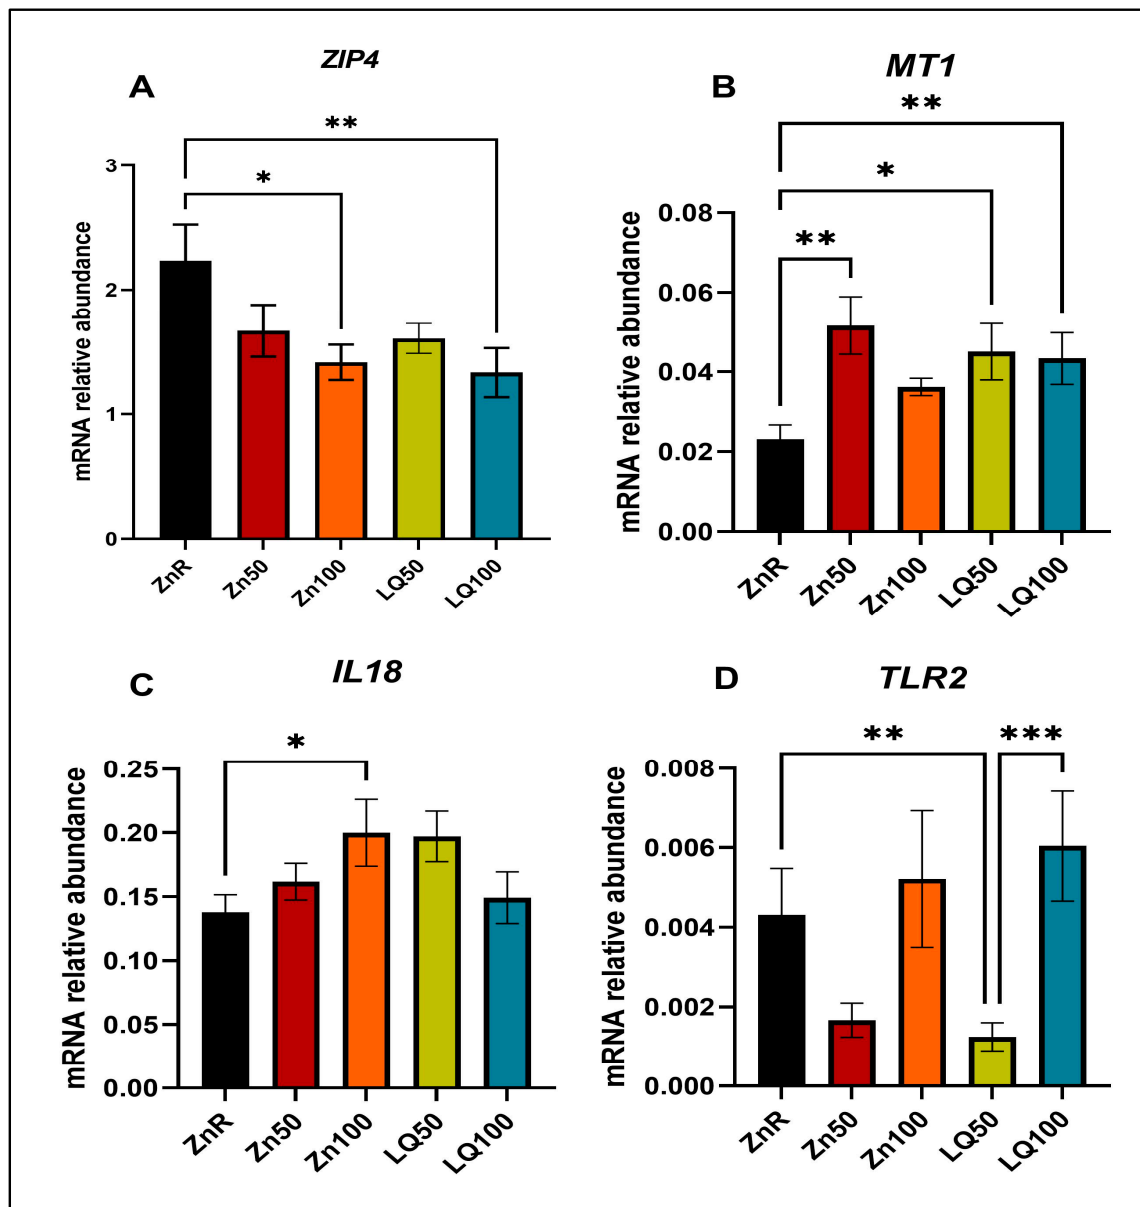 A
ZIP4
**
*
mRNA relative abundance
3
2
1
0
ZnR
Zn50
Zn100
LQ50
LQ100
B
MT1
**
*
**
mRNA relative abundance
0.08
0.06
0.04
0.02
0.00
ZnR
Zn50
Zn100
LQ50
LQ100
C
IL18
*
mRNA relative abundance
0.25
0.20
0.15
0.10
0.05
0.00
ZnR
Zn50
Zn100
LQ50
LQ100
D
TLR2
** ***
mRNA relative abundance
0.008
0.006
0.004
0.002
0.000
ZnR
Zn50
Zn100
LQ50
LQ100